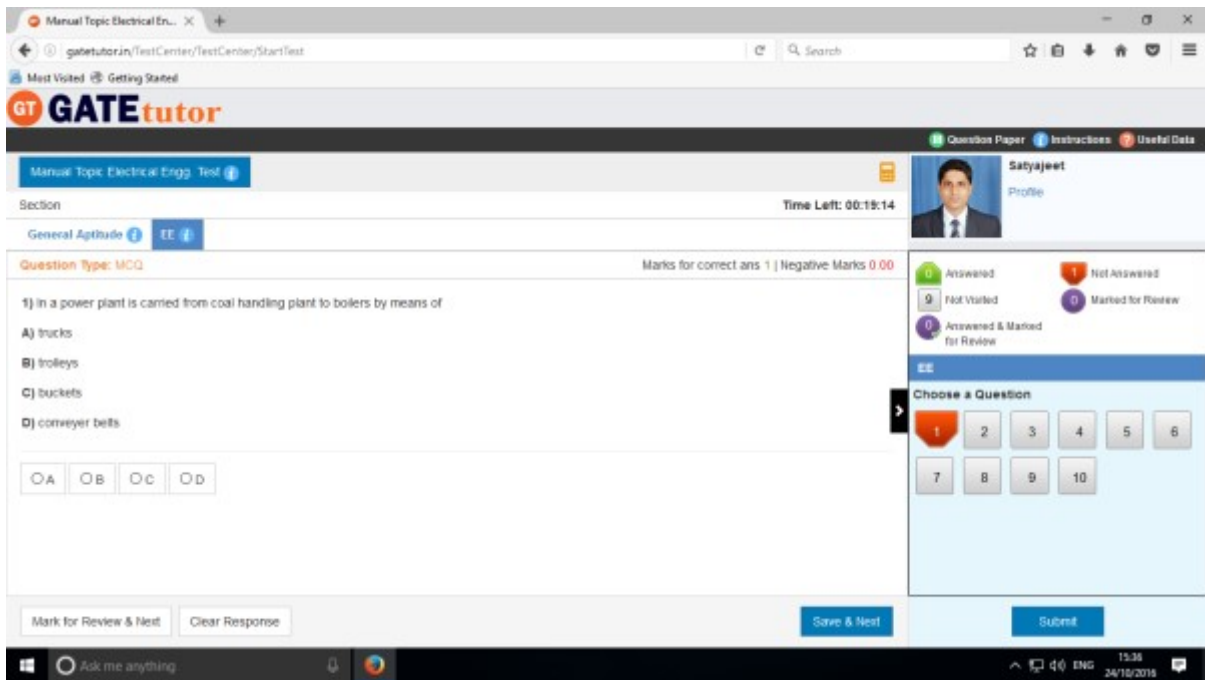 Manual Topic Electrical En...
gatetutor.in/TestCenter/TestCenter/StartTest
Search
Most Visited Getting Started
GT GATEtutor
Question Paper Instructions Useful Data
Manual Topic Electrical Engg. Test
Satyajeet
Profile
Section
Time Left: 00:19:14
General Aptitude EE
Question Type: MCQ
Marks for correct ans 1 | Negative Marks 0.00
1) In a power plant is carried from coal handling plant to boilers by means of
A) trucks
B) trolleys
C) buckets
D) conveyer belts
A B C D
0 Answered
1 Not Answered
9 Not Visited
0 Marked for Review
0 Answered & Marked
for Review
EE
Choose a Question
1 2 3 4 5 6
7 8 9 10
Mark for Review & Next Clear Response Save & Next Submit
Ask me anything
ENG
15:36
24/10/2016